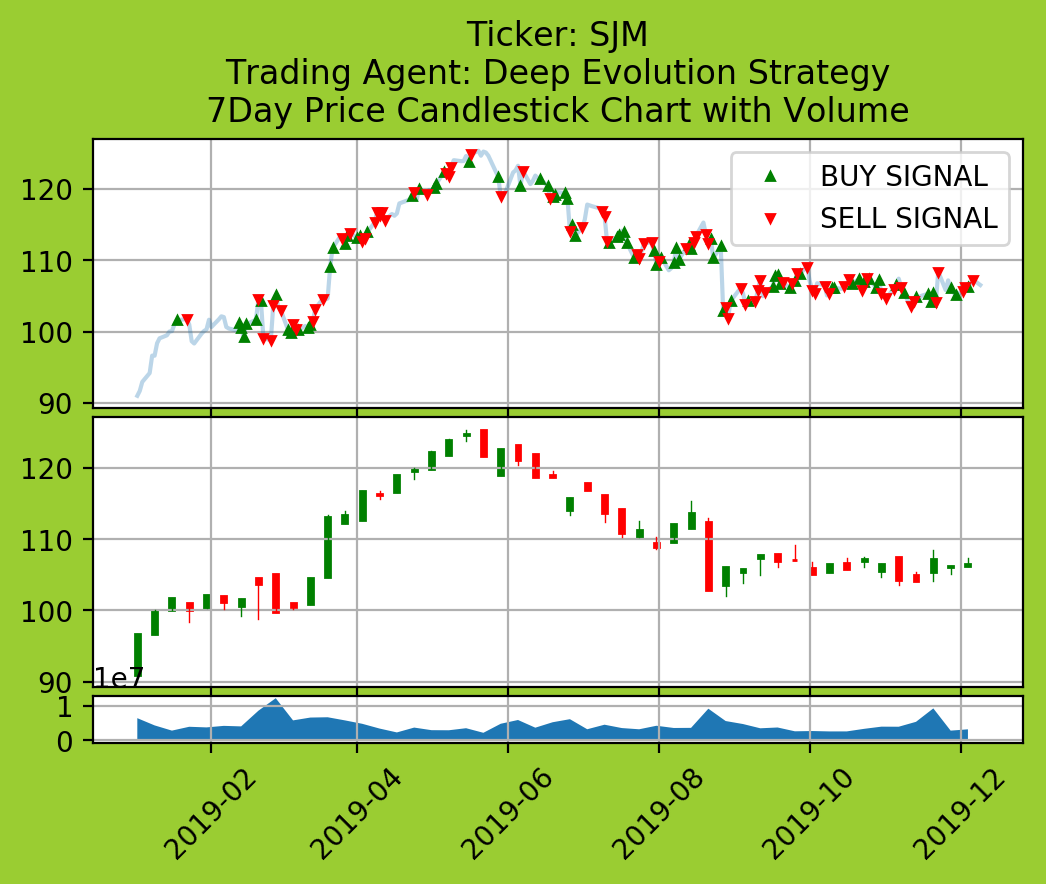 Ticker: SJM
Trading Agent: Deep Evolution Strategy
7Day Price Candlestick Chart with Volume
BUY SIGNAL
SELL SIGNAL
120
110
100
90
120
110
100
90
1e7
1
0
2019-02
2019-04
2019-06
2019-08
2019-10
2019-12